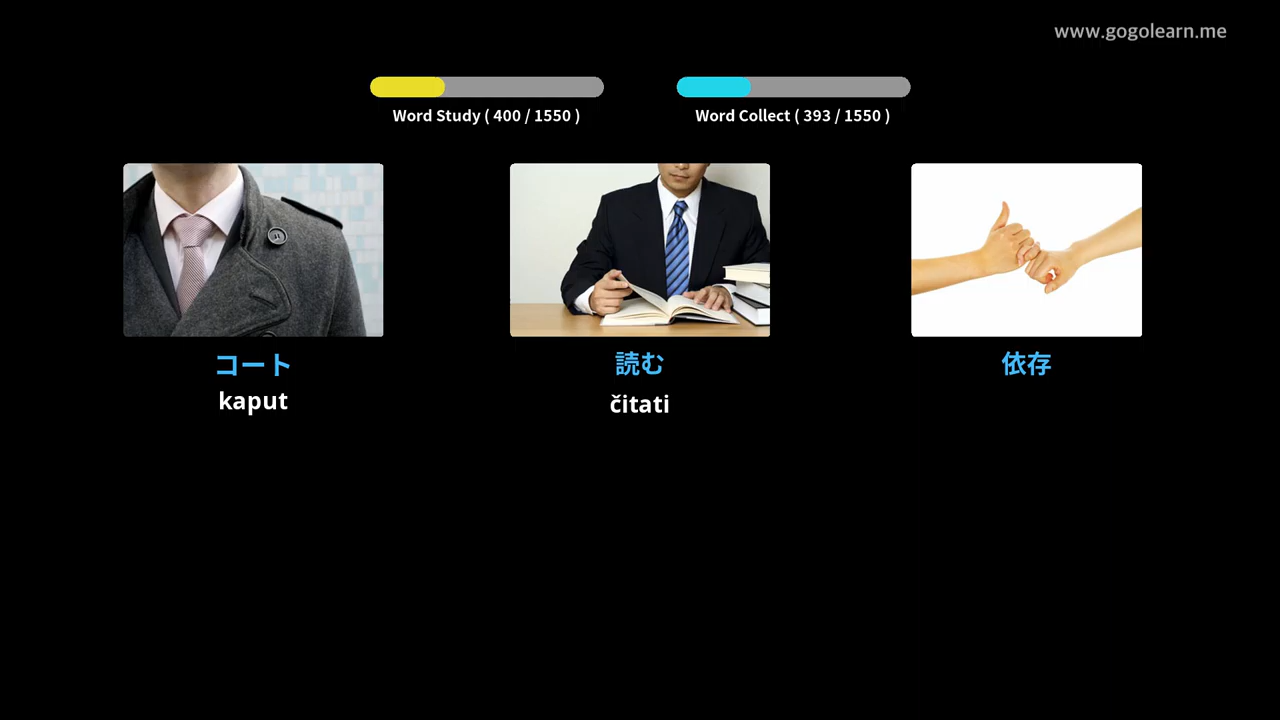 www.gogolearn.me
Word Study ( 400 / 1550 )
Word Collect ( 393 / 1550 )
コート
読む
依存
kaput
čitati